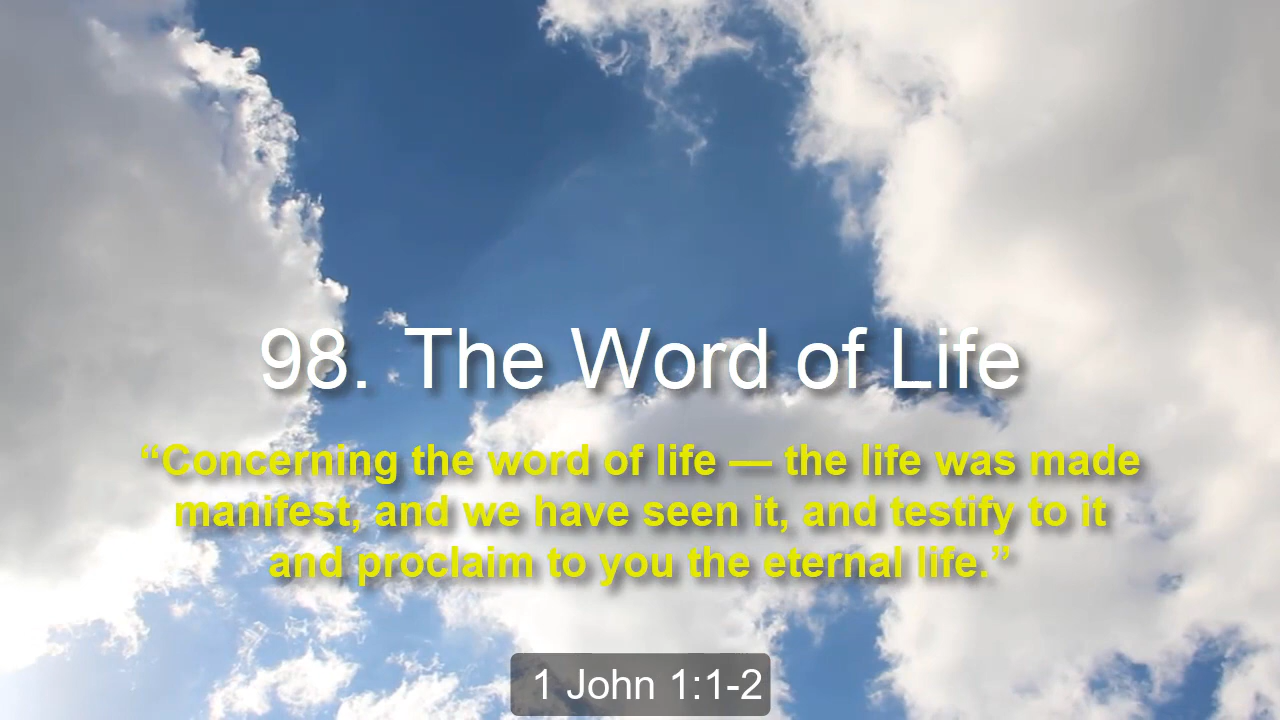 98. The Word of Life
“Concerning the word of life — the life was made
manifest, and we have seen it, and testify to it
and proclaim to you the eternal life.”
1 John 1:1-2